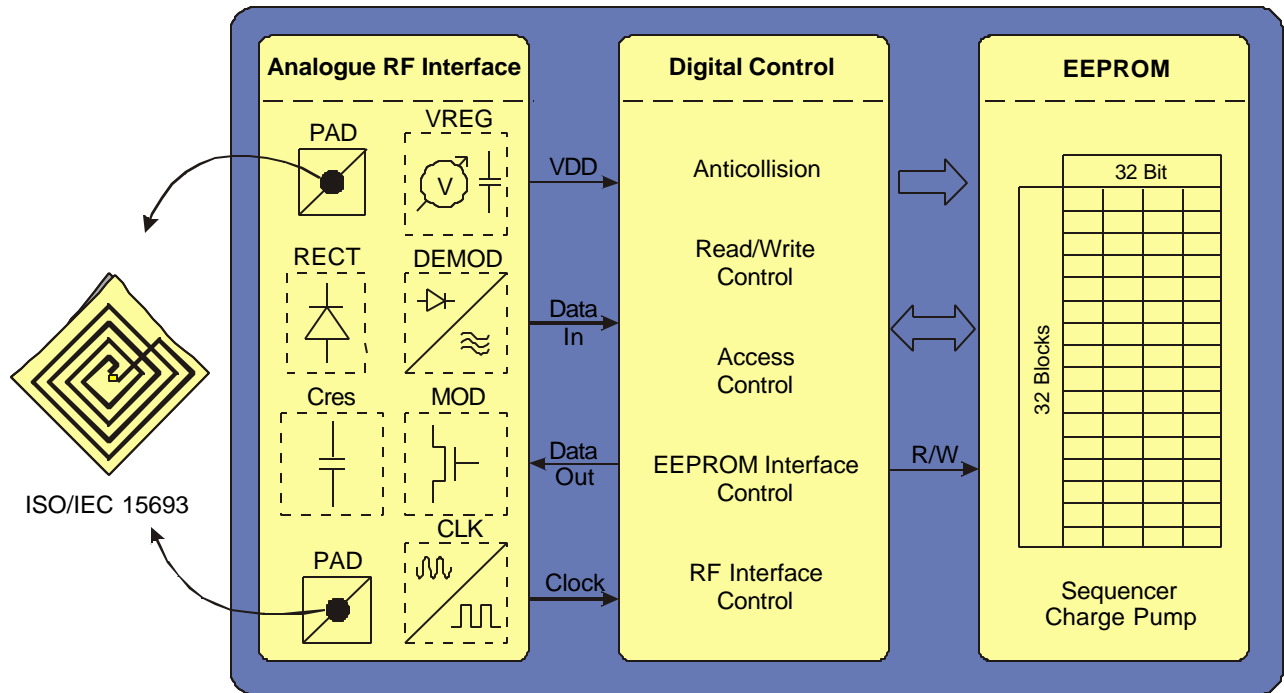 Analogue RF Interface
PAD
VREG
V
RECT
DEMOD
Cres
MOD
CLK
PAD
ISO/IEC 15693
VDD
Data
In
Data
Out
Clock
Digital Control
Anticollision
Read/Write
Control
Access
Control
EEPROM Interface
Control
RF Interface
Control
R/W
EEPROM
32 Bit
32 Blocks
Sequencer
Charge Pump